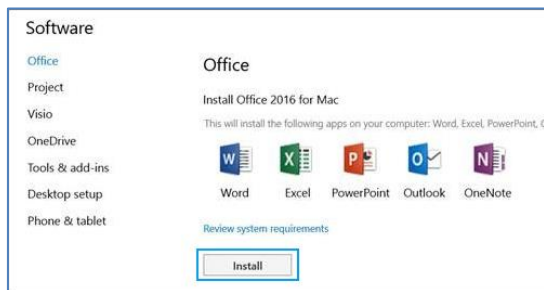 Software
Office
Project
Visio
OneDrive
Tools & add-ins
Desktop setup
Phone & tablet
Office
Install Office 2016 for Mac
This will install the following apps on your computer: Word, Excel, PowerPoint,
W X P O N
Word Excel PowerPoint Outlook OneNote
Review system requirements
Install